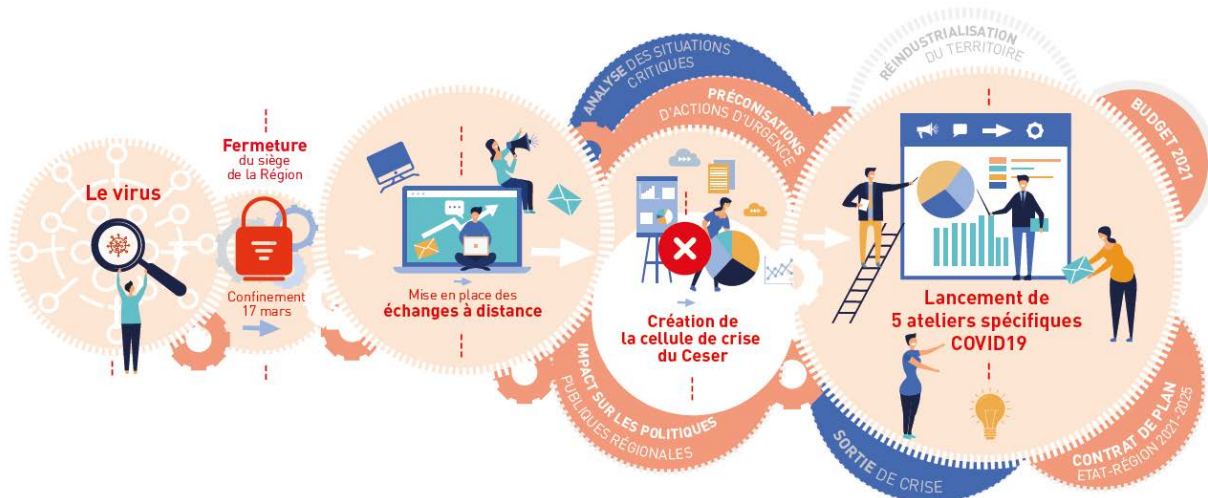 Le virus
Fermeture
du siège
de la Région
Confinement
17 mars
Mise en place des
échanges à distance
ANALYSE DES SITUATIONS
CRITIQUES
PRÉCONISATIONS
D'ACTIONS D'URGENCE
Création de
la cellule de crise
du Ceser
IMPACT SUR LES POLITIQUES
PUBLIQUES RÉGIONALES
RÉINDUSTRIALISATION
DU TERRITOIRE
BUDGET 2021
Lancement de
5 ateliers spécifiques
COVID19
SORTIE DE CRISE
CONTRAT DE PLAN
ETAT-RÉGION 2021-2025